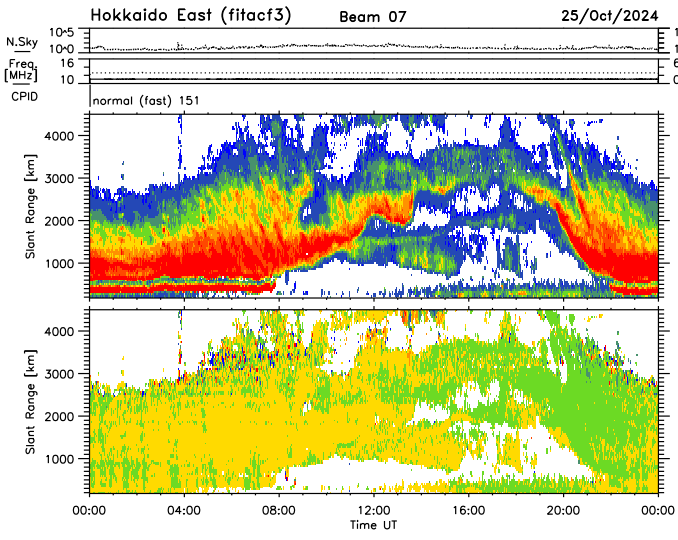 Hokkaido East (fitacf3) Beam 07 25/Oct/2024
N.Sky
10^5
10^0
Freq.
[MHz]
16
10
6
0
CPID
normal (fast) 151
Slant Range [km]
4000
3000
2000
1000
Slant Range [km]
4000
3000
2000
1000
00:00 04:00 08:00 12:00 16:00 20:00 00:00
Time UT